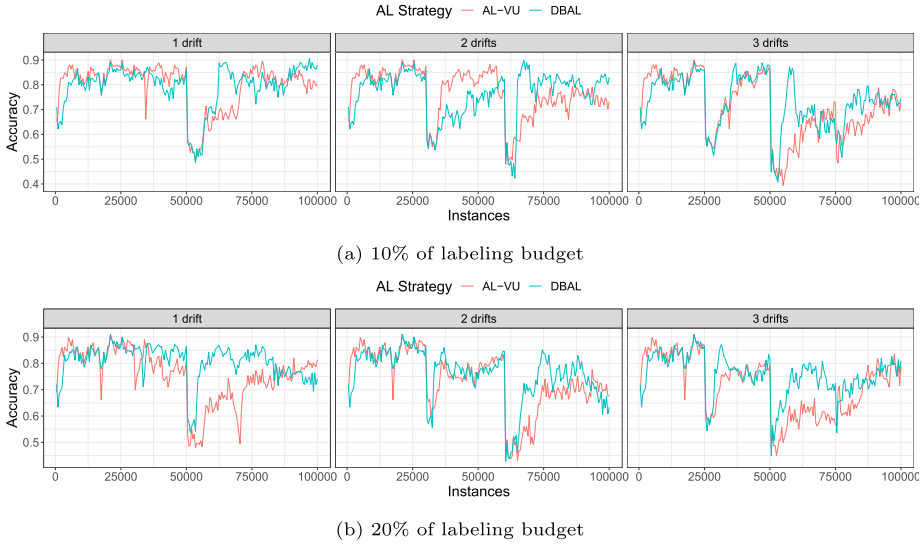 AL Strategy AL-VU DBAL
1 drift 2 drifts 3 drifts
Accuracy
0.9
0.8
0.7
0.6
0.5
0.4
0 25000 50000 75000 100000 0 25000 50000 75000 100000 0 25000 50000 75000 100000
Instances
(a) 10% of labeling budget
AL Strategy AL-VU DBAL
1 drift 2 drifts 3 drifts
Accuracy
0.9
0.8
0.7
0.6
0.5
0 25000 50000 75000 100000 0 25000 50000 75000 100000 0 25000 50000 75000 100000
Instances
(b) 20% of labeling budget